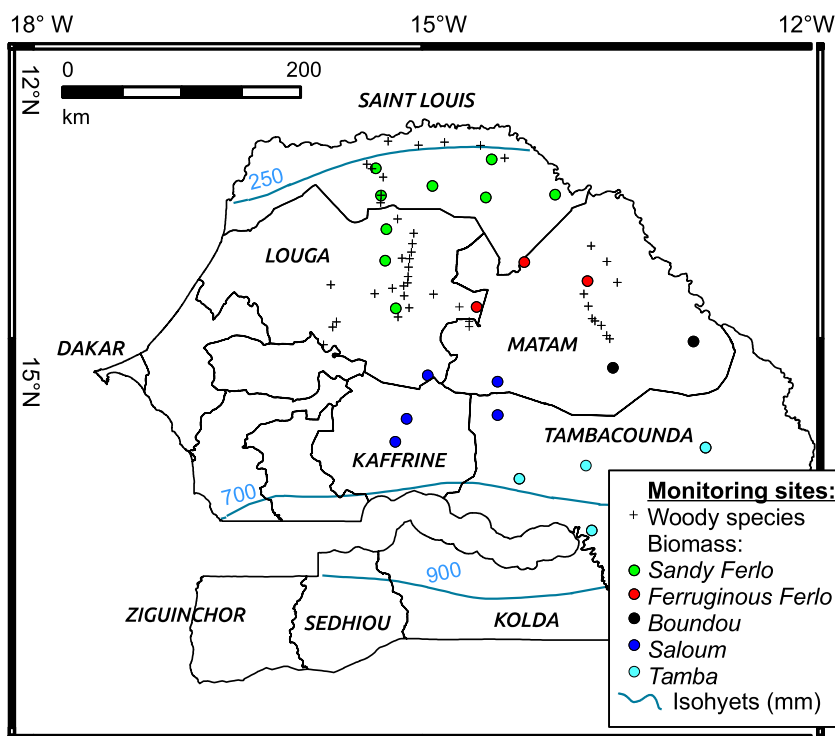 18° W
15°W
12°W
12°N
0
200
km
SAINT LOUIS
250
LOUGA
DAKAR
MATAM
15°N
TAMBACOUNDA
KAFFRINE
700
Monitoring sites:
Woody species
Biomass:
Sandy Ferlo
900
Ferruginous Ferlo
ZIGUINCHOR
SEDHIOU
KOLDA
Boundou
Saloum
Tamba
Isohyets (mm)